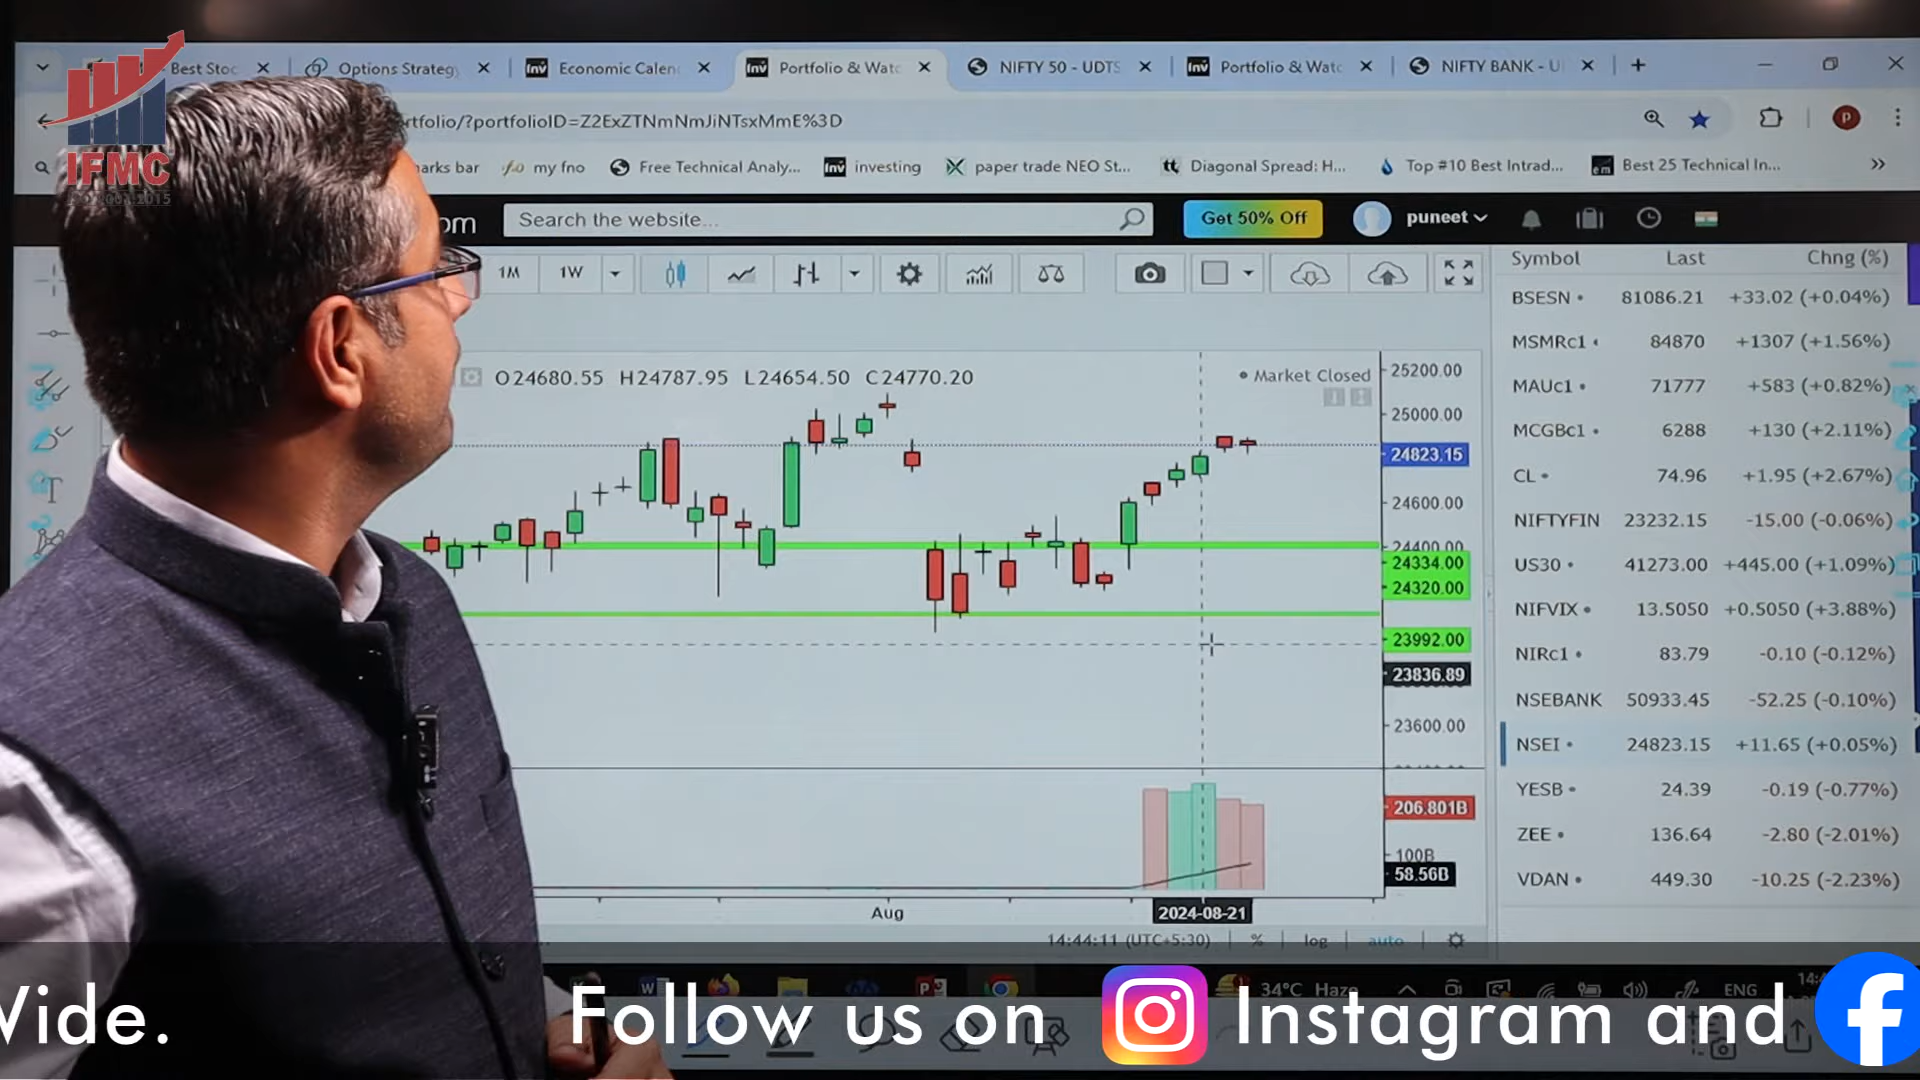 IFMC
ISO 9001:2015
Best Stoc
Options Strategy
Economic Calen
Portfolio & Watc
NIFTY 50 - UDTS
Portfolio & Watc
NIFTY BANK - U
rtfolio/?portfolioID=Z2ExZTNmNmJiNTsxMmE%3D
P
arks bar
my fno
Free Technical Analy...
investing
paper trade NEO St...
Diagonal Spread: H...
Top #10 Best Intrad...
Best 25 Technical In...
om
Search the website...
Get 50% Off
puneet
1M
1W
Symbol Last Chng (%)
BSESN 81086.21 +33.02 (+0.04%)
MSMRc1 84870 +1307 (+1.56%)
MAUc1 71777 +583 (+0.82%)
MCGBc1 6288 +130 (+2.11%)
CL 74.96 +1.95 (+2.67%)
NIFTYFIN 23232.15 -15.00 (-0.06%)
US30 41273.00 +445.00 (+1.09%)
NIFVIX 13.5050 +0.5050 (+3.88%)
NIRc1 83.79 -0.10 (-0.12%)
NSEBANK 50933.45 -52.25 (-0.10%)
NSEI 24823.15 +11.65 (+0.05%)
YESB 24.39 -0.19 (-0.77%)
ZEE 136.64 -2.80 (-2.01%)
VDAN 449.30 -10.25 (-2.23%)
O24680.55 H24787.95 L24654.50 C24770.20
Market Closed
25200.00
25000.00
24823.15
24600.00
24400.00
24334.00
24320.00
23992.00
23836.89
23600.00
206.801B
100B
58.56B
Aug
2024-08-21
14:44:11 (UTC+5:30)
%
log
auto
34°C Haze
ENG
Wide.
Follow us on
Instagram and